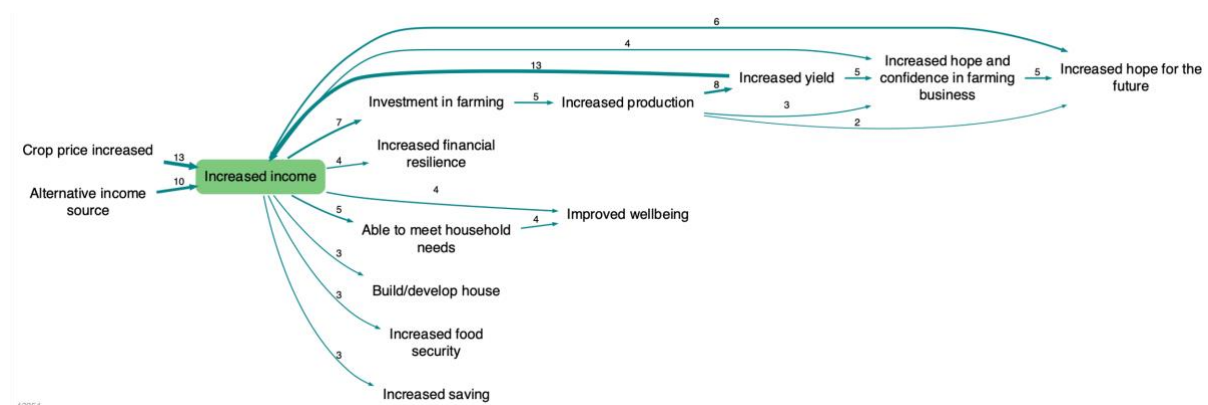 6
4
13
Increased yield
5
Increased hope and
confidence in farming
business
5
Increased hope for the
future
Investment in farming
5
Increased production
8
3
2
7
Crop price increased
13
Increased income
4
Increased financial
resilience
Alternative income
source
10
4
Improved wellbeing
5
Able to meet household
needs
4
3
Build/develop house
3
Increased food
security
3
Increased saving